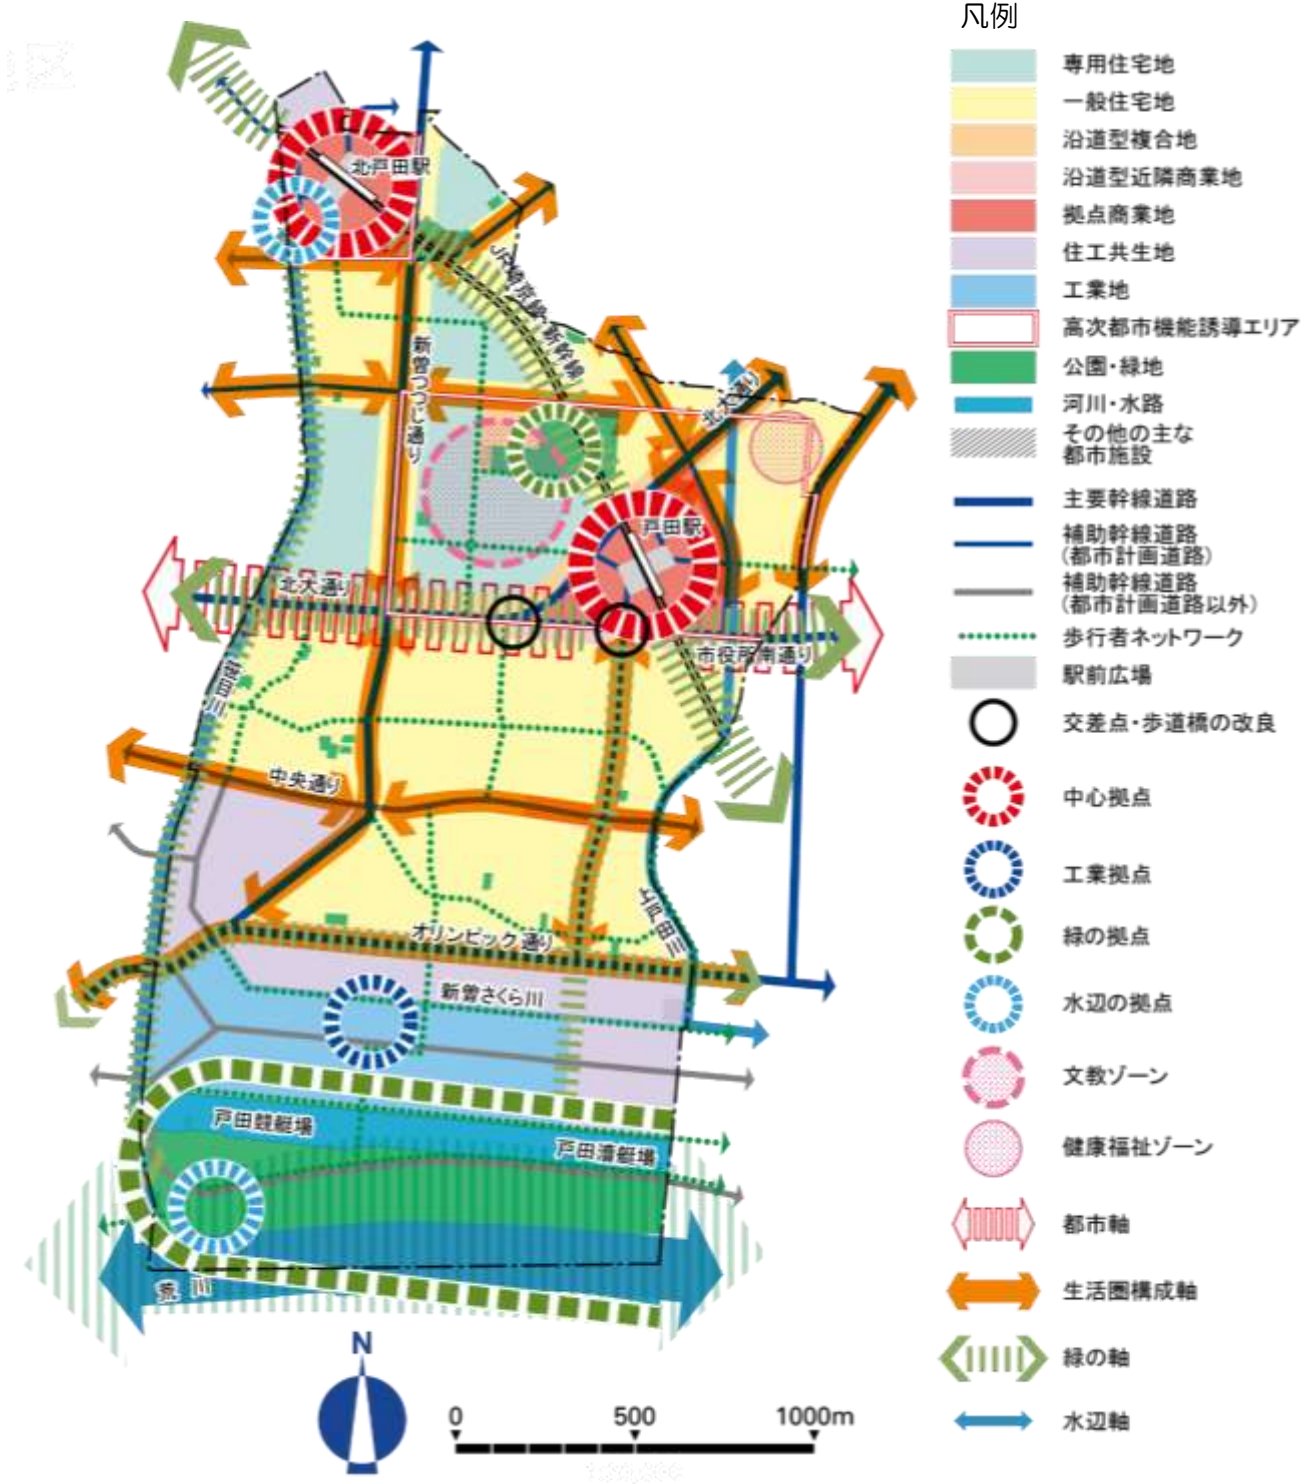 凡例
専用住宅地
一般住宅地
沿道型複合地
沿道型近隣商業地
拠点商業地
住工共生地
工業地
高次都市機能誘導エリア
公園・緑地
河川・水路
その他の主な
都市施設
主要幹線道路
補助幹線道路
(都市計画道路)
補助幹線道路
(都市計画道路以外)
歩行者ネットワーク
駅前広場
交差点・歩道橋の改良
中心拠点
工業拠点
緑の拠点
水辺の拠点
文教ゾーン
健康福祉ゾーン
都市軸
生活圏構成軸
緑の軸
水辺軸
北戸田駅
JR埼京線・新幹線
新曽つつじ通り
北大通り
戸田駅
北大通り
市役所南通り
中央通り
上戸田川
オリンピック通り
新曽さくら川
戸田競艇場
戸田漕艇場
荒川
N
0
500
1000m